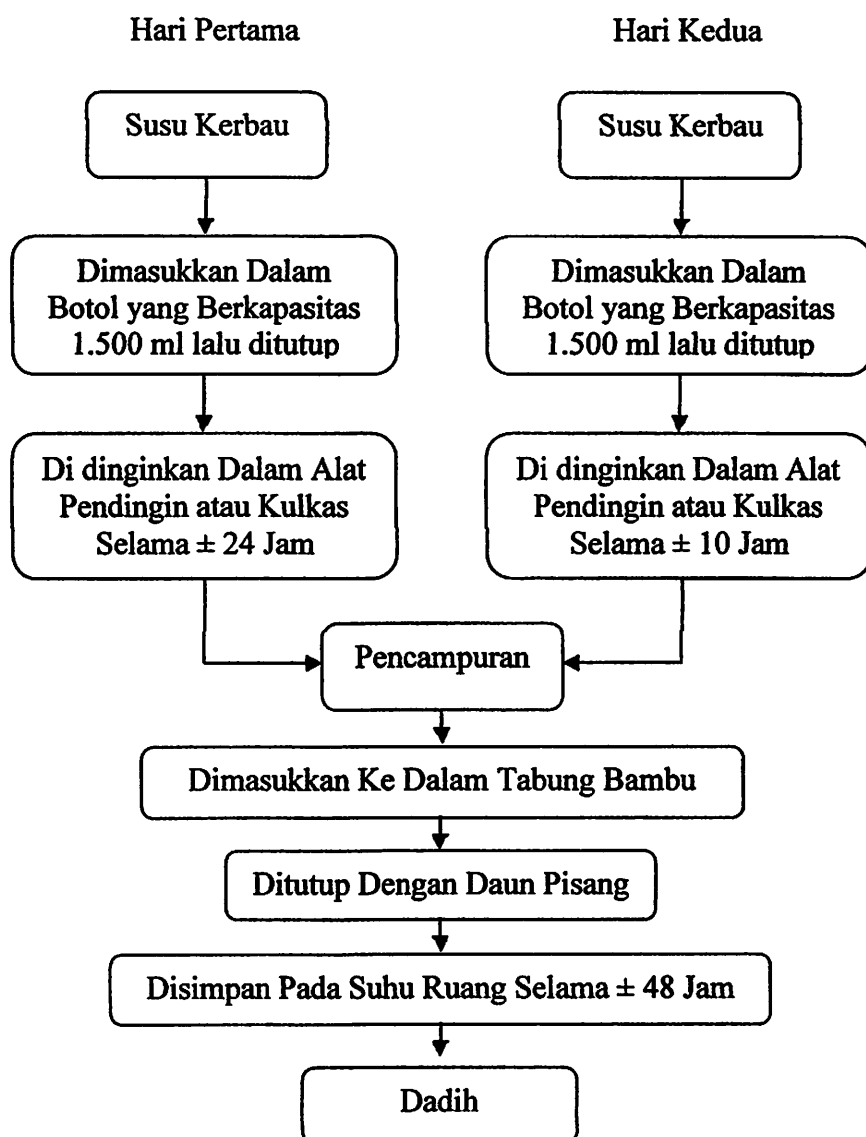 Hari Pertama
Hari Kedua
Susu Kerbau
Susu Kerbau
Dimasukkan Dalam
Botol yang Berkapasitas
1.500 ml lalu ditutup
Dimasukkan Dalam
Botol yang Berkapasitas
1.500 ml lalu ditutup
Di dinginkan Dalam Alat
Pendingin atau Kulkas
Selama ± 24 Jam
Di dinginkan Dalam Alat
Pendingin atau Kulkas
Selama ± 10 Jam
Pencampuran
Dimasukkan Ke Dalam Tabung Bambu
Ditutup Dengan Daun Pisang
Disimpan Pada Suhu Ruang Selama ± 48 Jam
Dadih